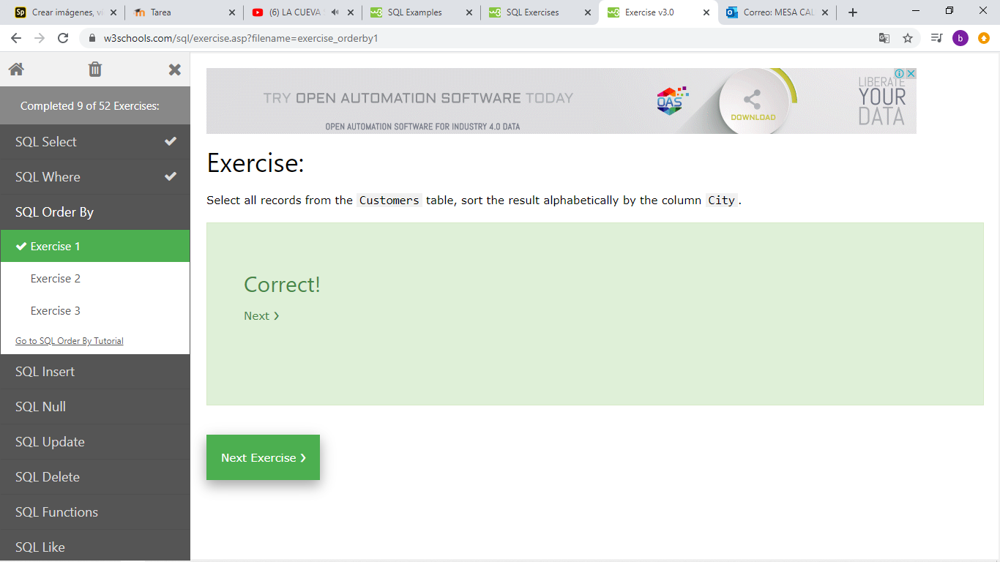 Crear imágenes, ví
Tarea
(6) LA CUEVA
SQL Examples
SQL Exercises
Exercise v3.0
Correo: MESA CAL
w3schools.com/sql/exercise.asp?filename=exercise_orderby1
b
Completed 9 of 52 Exercises:
SQL Select
SQL Where
SQL Order By
Exercise 1
Exercise 2
Exercise 3
Go to SQL Order By Tutorial
SQL Insert
SQL Null
SQL Update
SQL Delete
SQL Functions
SQL Like
TRY OPEN AUTOMATION SOFTWARE TODAY
OPEN AUTOMATION SOFTWARE FOR INDUSTRY 4.0 DATA
OAS
DOWNLOAD
LIBERATE
YOUR
DATA
Exercise:
Select all records from the Customers table, sort the result alphabetically by the column City.
Correct!
Next ❯
Next Exercise ❯